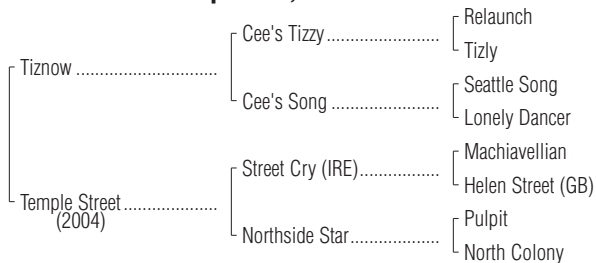 Relaunch
Cee's Tizzy
Tizly
Tiznow
Seattle Song
Cee's Song
Lonely Dancer
Machiavellian
Street Cry (IRE)
Helen Street (GB)
Temple Street
(2004)
Pulpit
Northside Star
North Colony